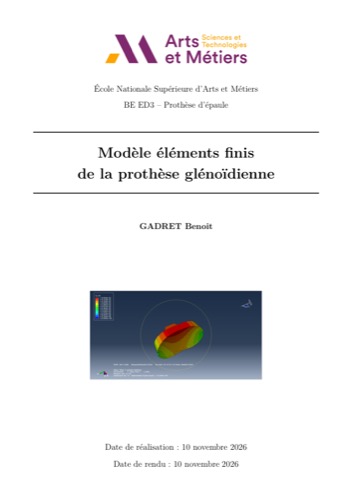 Arts
et Métiers
Sciences et
Technologies
École Nationale Supérieure d'Arts et Métiers
BE ED3 – Prothèse d'épaule
Modèle éléments finis
de la prothèse glénoïdienne
GADRET Benoit
Date de réalisation : 10 novembre 2026
Date de rendu : 10 novembre 2026